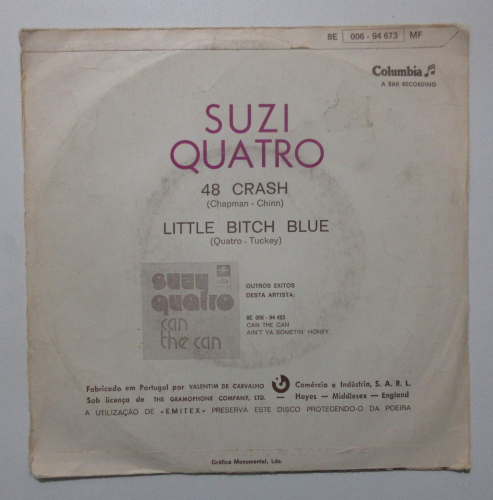 8E 006 - 94 673 MF
Columbia
A RAK RECORDING
SUZI
QUATRO
48 CRASH
(Chapman - Chinn)
LITTLE BITCH BLUE
(Quatro - Tuckey)
suzy
quatro
can
the can
OUTROS EXITOS
DESTA ARTISTA:
8E 006 - 94 453
CAN THE CAN
AIN'T YA SOMETIN' HONEY
Fabricado em Portugal por VALENTIM DE CARVALHO Comércio e Indústria, S. A. R. L.
Sob licença de THE GRAMOPHONE COMPANY, LTD. — Hayes — Middlesex — England
A UTILIZAÇÃO DE «EMITEX» PRESERVA ESTE DISCO PROTEGENDO-O DA POEIRA
Gráfica Monumental, Lda.